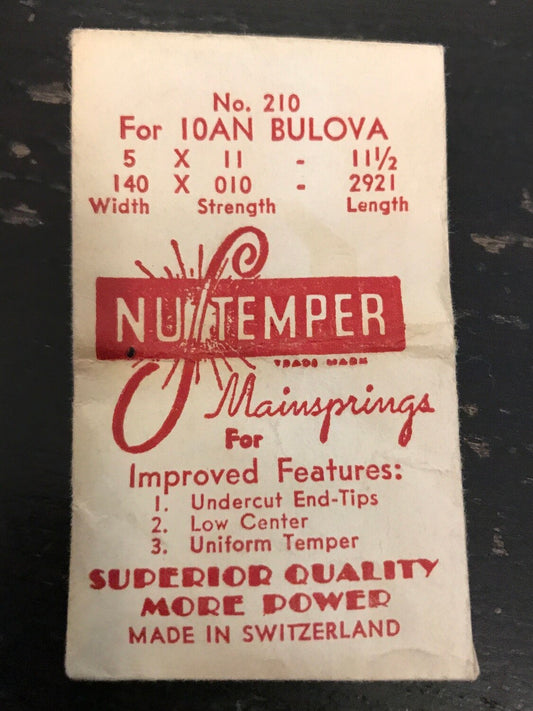 No. 210
For 10AN BULOVA
5 X 11 - 11½
140 X 010 - 2921
Width Strength Length
NU-TEMPER
TRADE MARK
Mainsprings
For
Improved Features:
1. Undercut End-Tips
2. Low Center
3. Uniform Temper
SUPERIOR QUALITY
MORE POWER
MADE IN SWITZERLAND